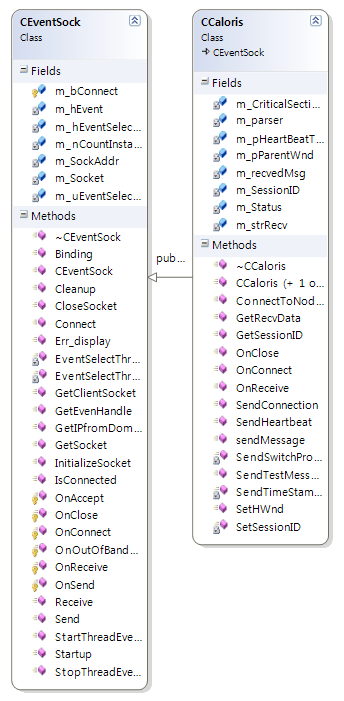 CEventSock
Class
Fields
m_bConnect
m_hEvent
m_hEventSelec...
m_nCountInsta...
m_SockAddr
m_Socket
m_uEventSelec...
Methods
~CEventSock
Binding
CEventSock
Cleanup
CloseSocket
Connect
Err_display
EventSelectThr...
EventSelectThr...
GetClientSocket
GetEvenHandle
GetIPfromDom...
GetSocket
InitializeSocket
IsConnected
OnAccept
OnClose
OnConnect
OnOutOfBand...
OnReceive
OnSend
Receive
Send
StartThreadEve...
Startup
StopThreadEve...
pub...
CCaloris
Class
CEventSock
Fields
m_CriticalSecti...
m_parser
m_pHeartBeatT...
m_pParentWnd
m_recvedMsg
m_SessionID
m_Status
m_strRecv
Methods
~CCaloris
CCaloris (+ 1 o...
ConnectToNod...
GetRecvData
GetSessionID
OnClose
OnConnect
OnReceive
SendConnection
SendHeartbeat
sendMessage
SendSwitchPro...
SendTestMess...
SendTimeStam...
SetHWnd
SetSessionID